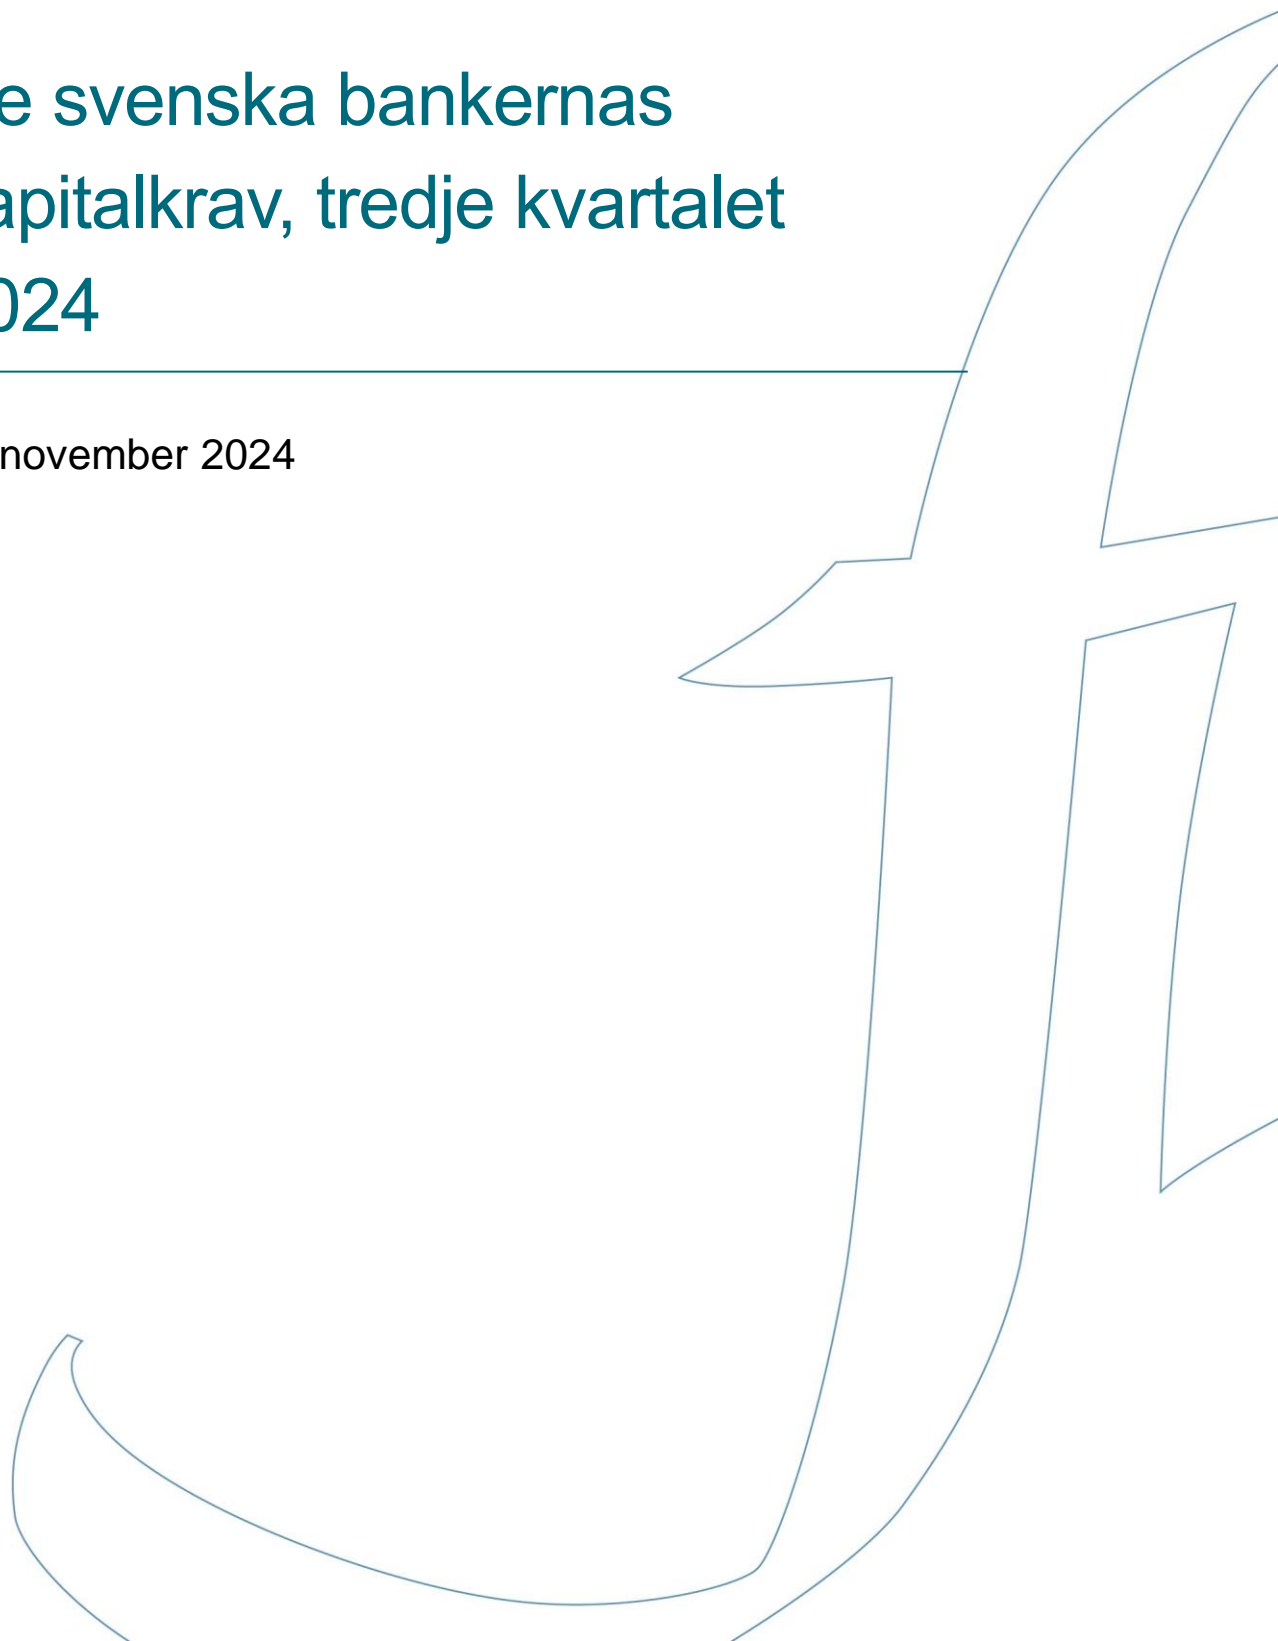 e svenska bankernas
apitalkrav, tredje kvartalet
024
november 2024